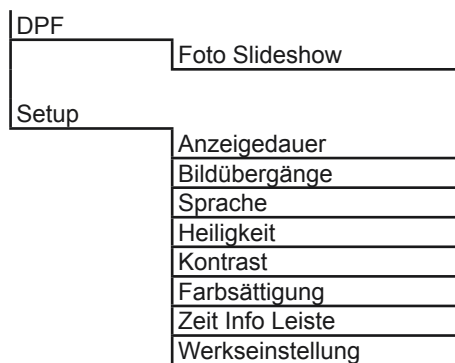 DPF
Foto Slideshow
Setup
Anzeigedauer
Bildübergänge
Sprache
Heiligkeit
Kontrast
Farbsättigung
Zeit Info Leiste
Werkseinstellung